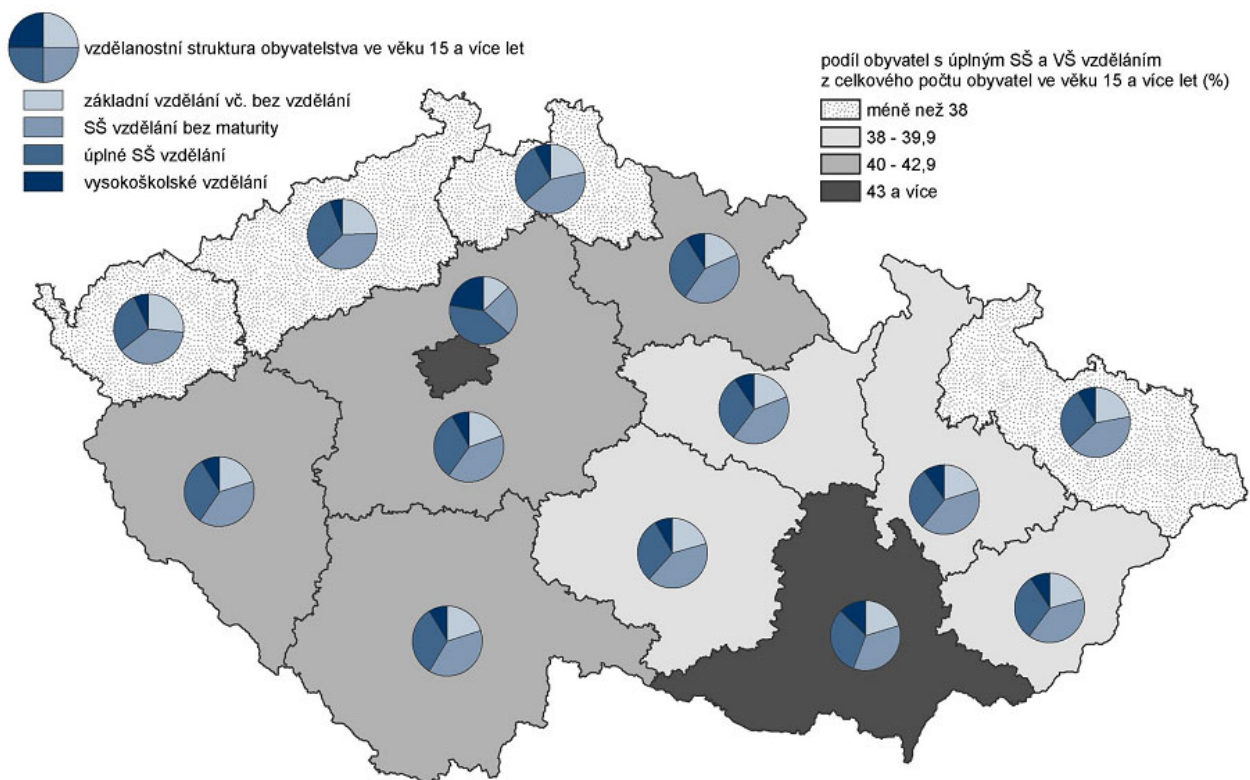 vzdělanostní struktura obyvatelstva ve věku 15 a více let
základní vzdělání vč. bez vzdělání
SŠ vzdělání bez maturity
úplné SŠ vzdělání
vysokoškolské vzdělání
podíl obyvatel s úplným SŠ a VŠ vzděláním
z celkového počtu obyvatel ve věku 15 a více let (%)
méně než 38
38 - 39,9
40 - 42,9
43 a více